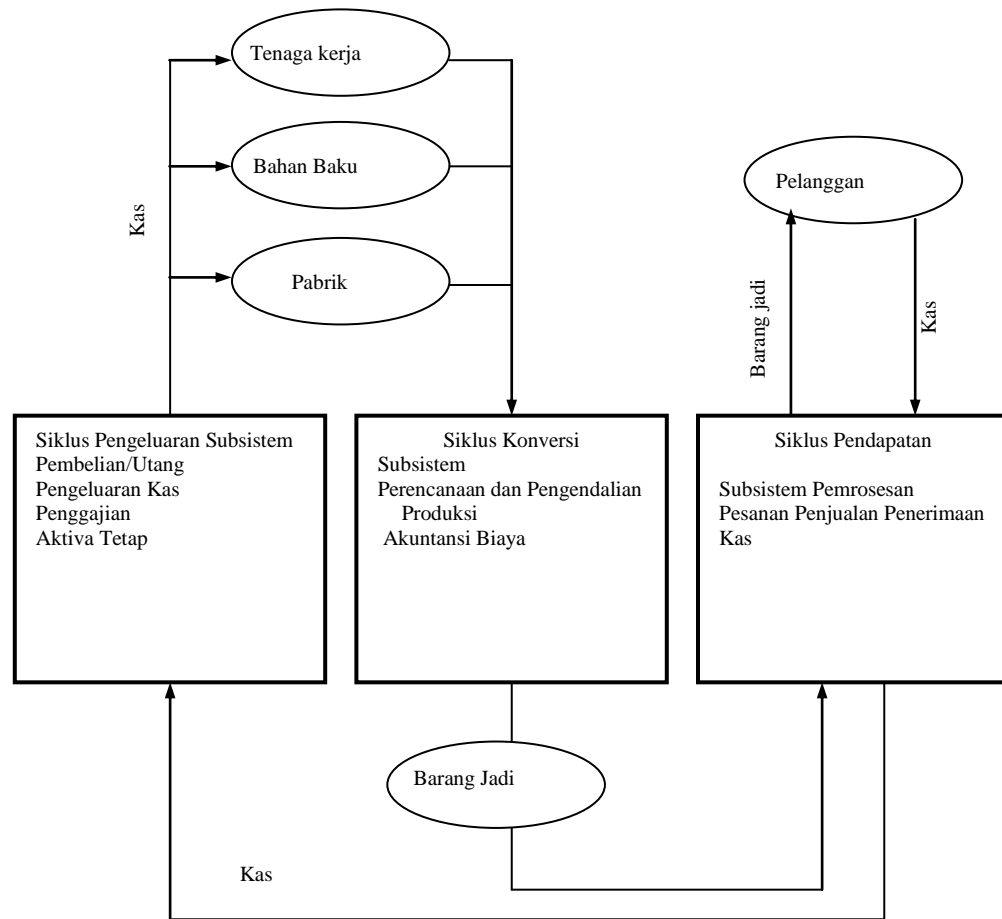 Tenaga kerja
Bahan Baku
Pabrik
Kas
Pelanggan
Barang jadi
Kas
Siklus Pengeluaran Subsistem
Pembelian/Utang
Pengeluaran Kas
Penggajian
Aktiva Tetap
Siklus Konversi
Subsistem
Perencanaan dan Pengendalian
Produksi
Akuntansi Biaya
Siklus Pendapatan
Subsistem Pemrosesan
Pesanan Penjualan Penerimaan
Kas
Barang Jadi
Kas